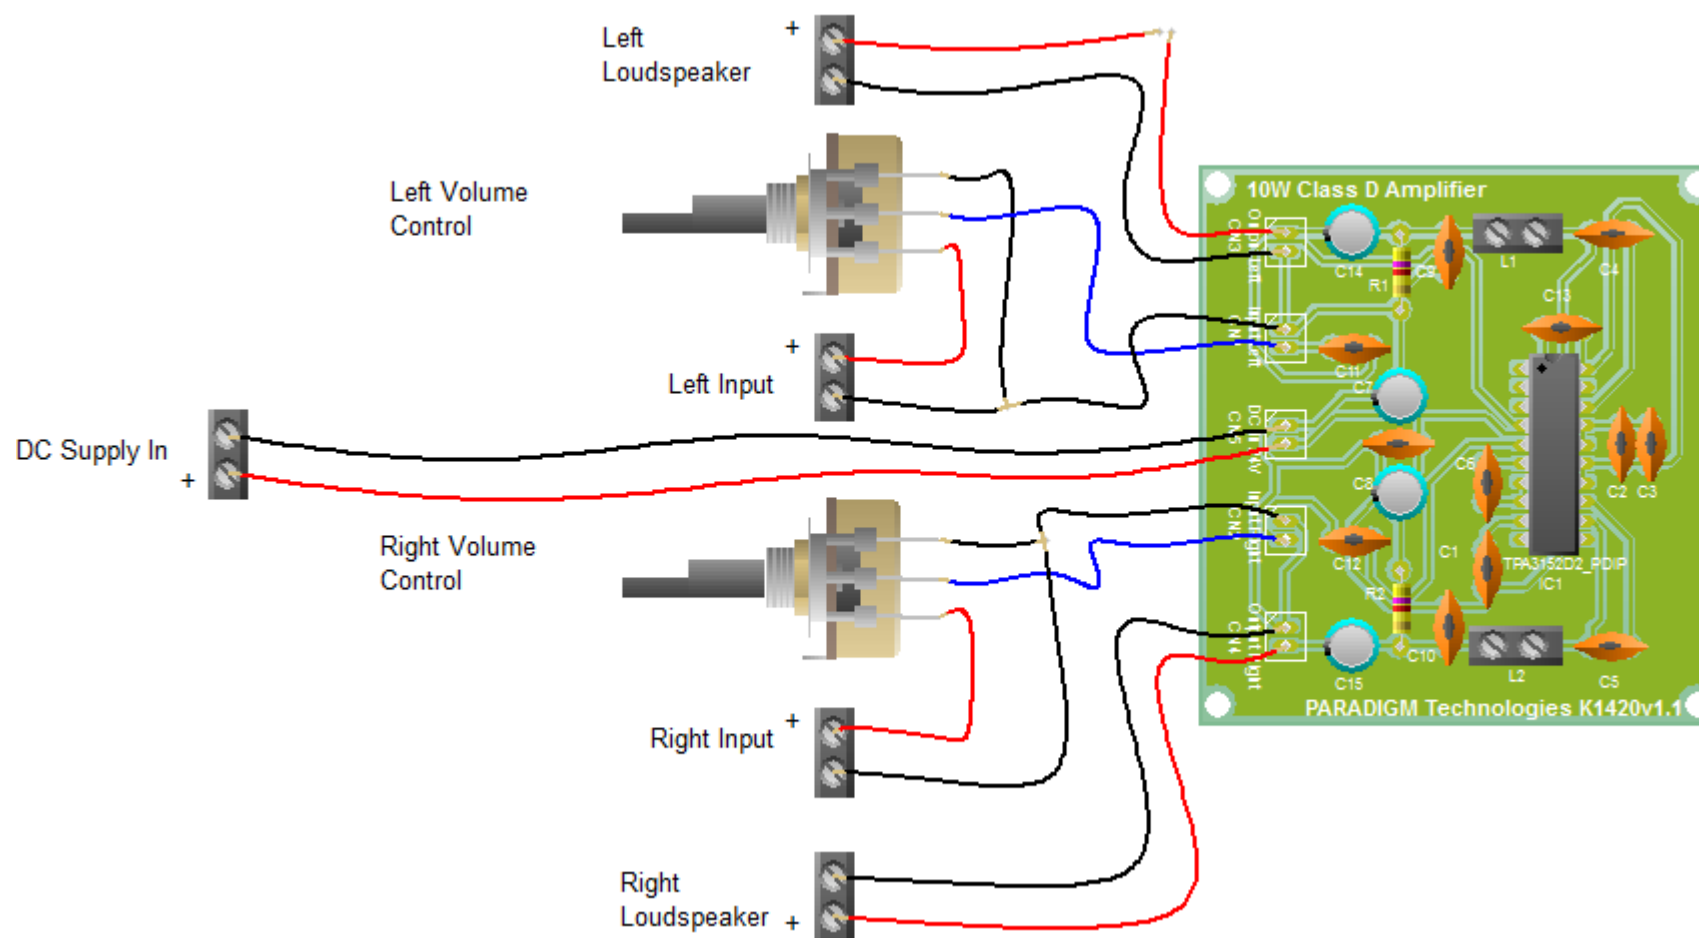 +
Left
Loudspeaker
Left Volume
Control
10W Class D Amplifier
CN3
C14
R1
C9
L1
C4
C13
+
Left Input
C11
C7
DC Supply In
+
C8
C6
C2
C3
Right Volume
Control
C12
C1
TPA3152D2_PDIP
IC1
R2
CN4
C15
C10
L2
C5
PARADIGM Technologies K1420v1.1
+
Right Input
Right
Loudspeaker
+